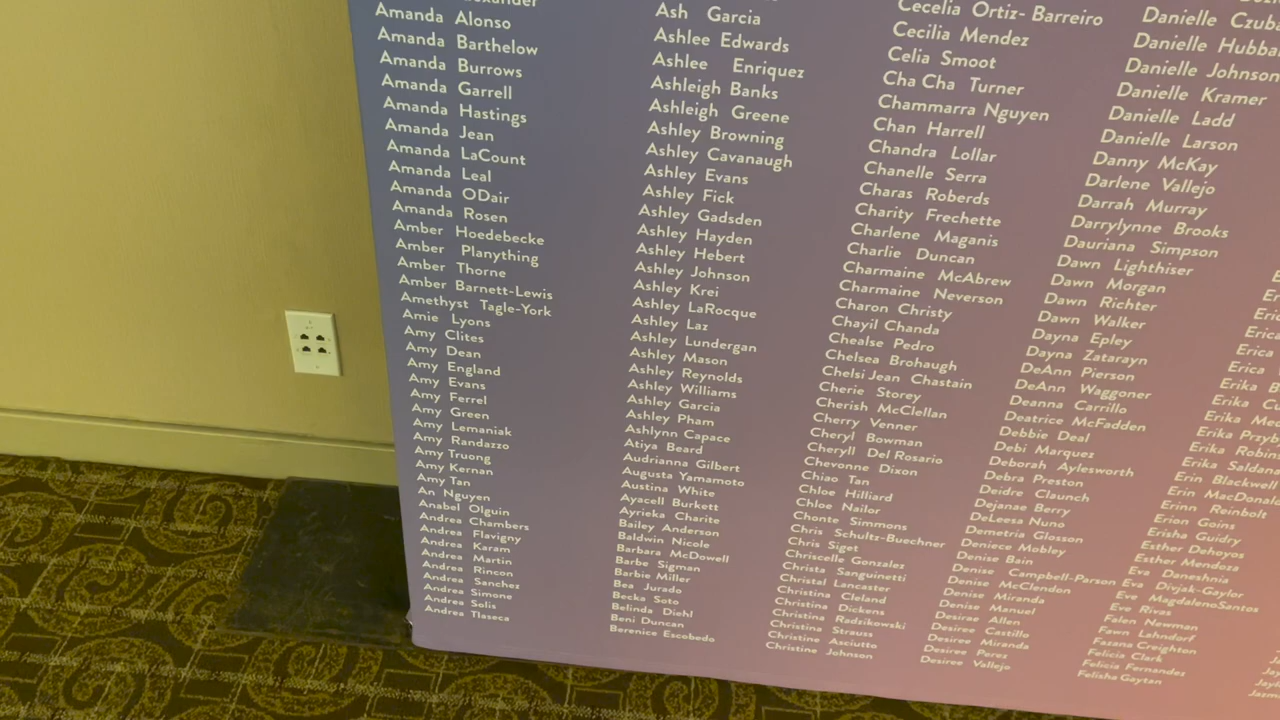 Amanda Alonso
Amanda Barthelow
Amanda Burrows
Amanda Garrell
Amanda Hastings
Amanda Jean
Amanda LaCount
Amanda Leal
Amanda ODair
Amanda Rosen
Amber Hoedebecke
Amber Planything
Amber Thorne
Amber Barnett-Lewis
Amethyst Tagle-York
Amie Lyons
Amy Clites
Amy Dean
Amy England
Amy Evans
Amy Ferrel
Amy Green
Amy Lemaniak
Amy Randazzo
Amy Truong
Amy Kernan
Amy Tan
An Nguyen
Anabel Olguin
Andrea Chambers
Andrea Flavigny
Andrea Karam
Andrea Martin
Andrea Rincon
Andrea Sanchez
Andrea Simone
Andrea Solis
Andrea Tlaseca
Ash Garcia
Ashlee Edwards
Ashlee Enriquez
Ashleigh Banks
Ashleigh Greene
Ashley Browning
Ashley Cavanaugh
Ashley Evans
Ashley Fick
Ashley Gadsden
Ashley Hayden
Ashley Hebert
Ashley Johnson
Ashley Krei
Ashley LaRocque
Ashley Laz
Ashley Lundergan
Ashley Mason
Ashley Reynolds
Ashley Williams
Ashley Garcia
Ashley Pham
Ashlynn Capace
Atiya Beard
Audrianna Gilbert
Augusta Yamamoto
Austina White
Ayacell Burkett
Ayrieka Charite
Bailey Anderson
Baldwin Nicole
Barbara McDowell
Barbe Sigman
Barbie Miller
Bea Jurado
Becka Soto
Belinda Diehl
Beni Duncan
Berenice Escobedo
Cecelia Ortiz- Barreiro
Cecilia Mendez
Celia Smoot
Cha Cha Turner
Chammarra Nguyen
Chan Harrell
Chandra Lollar
Chanelle Serra
Charas Roberds
Charity Frechette
Charlene Maganis
Charlie Duncan
Charmaine McAbrew
Charmaine Neverson
Charon Christy
Chayil Chanda
Chealse Pedro
Chelsea Brohaugh
Chelsi Jean Chastain
Cherie Storey
Cherish McClellan
Cherry Venner
Cheryl Bowman
Cheryll Del Rosario
Chevonne Dixon
Chiao Tan
Chloe Hilliard
Chloe Nailor
Chonte Simmons
Chris Schultz-Buechner
Chris Siget
Chriscelle Gonzalez
Christa Sanguinetti
Christal Lancaster
Christina Cleland
Christina Dickens
Christina Radzikowski
Christina Strauss
Christine Asciutto
Christine Johnson
Danielle
Danielle
Danielle Johnson
Danielle Kramer
Danielle Ladd
Danielle Larson
Danny McKay
Darlene Vallejo
Darrah Murray
Darrylynne Brooks
Dauriana Simpson
Dawn Lighthiser
Dawn Morgan
Dawn Richter
Dawn Walker
Dayna Epley
Dayna Zatarayn
DeAnn Pierson
DeAnn Waggoner
Deanna Carrillo
Deatrice McFadden
Debbie Deal
Debi Marquez
Deborah Aylesworth
Debra Preston
Deidre Claunch
Dejanae Berry
DeLeesa Nuno
Demetria Glosson
Deniece Mobley
Denise Bain
Denise Campbell-Parson
Denise McClendon
Denise Miranda
Denise Manuel
Desirae Allen
Desiree Castillo
Desiree Miranda
Desiree Perez
Desiree Vallejo
Erica
Erica
Erika
Erika
Erika
Erika
Erika
Erika
Erin Blackwell
Erin MacDonald
Erinn Reinbolt
Erion Goins
Erisha Guidry
Esther Dehoyos
Esther Mendoza
Eva Daneshnia
Eva Divjak-Gaylor
Eva MagdalenoSantos
Eve Rivas
Falen Newman
Fawn Lahndorf
Fazana Creighton
Felicia Clark
Felicia Fernandez
Felisha Gaytan